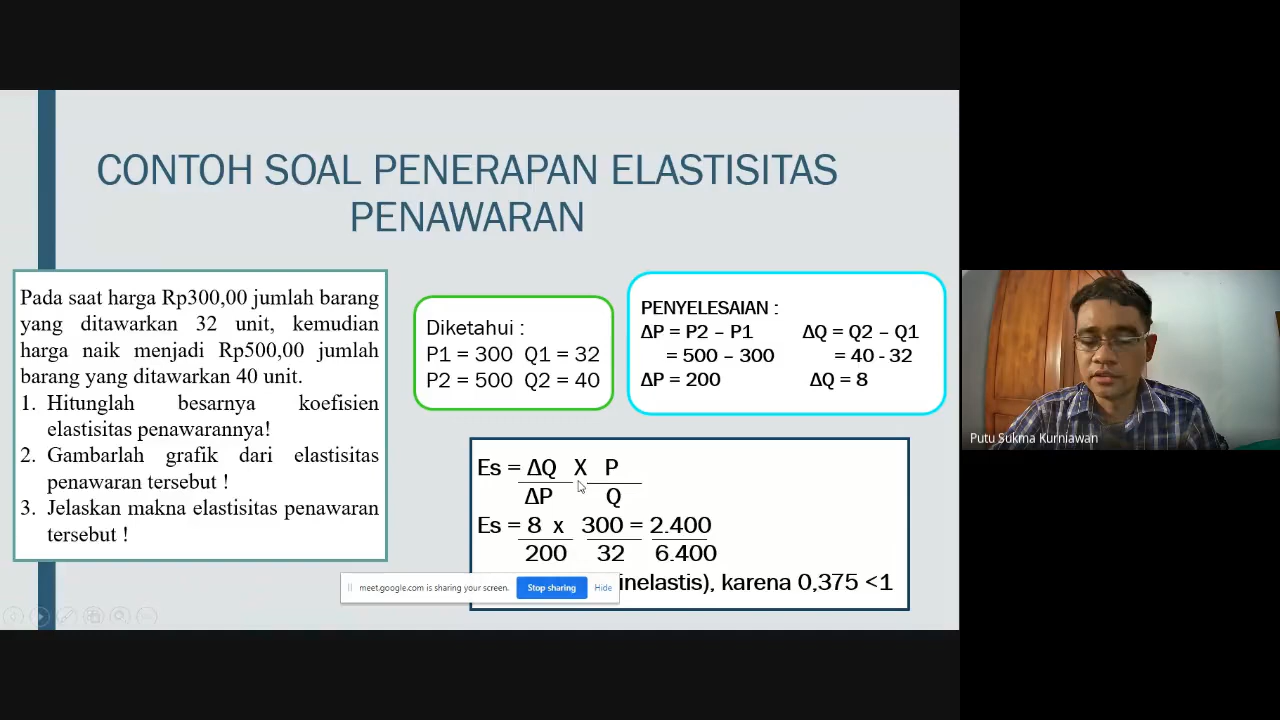 CONTOH SOAL PENERAPAN ELASTISITAS
PENAWARAN
Pada saat harga Rp300,00 jumlah barang
yang ditawarkan 32 unit, kemudian
harga naik menjadi Rp500,00 jumlah
barang yang ditawarkan 40 unit.
1. Hitunglah besarnya koefisien
elastisitas penawarannya!
2. Gambarlah grafik dari elastisitas
penawaran tersebut !
3. Jelaskan makna elastisitas penawaran
tersebut !
Diketahui :
P1 = 300 Q1 = 32
P2 = 500 Q2 = 40
PENYELESAIAN :
ΔP = P2 – P1 ΔQ = Q2 – Q1
= 500 – 300 = 40 - 32
ΔP = 200 ΔQ = 8
Es = ΔQ X P
ΔP Q
Es = 8 x 300 = 2.400
200 32 6.400
inelastis), karena 0,375 <1
meet.google.com is sharing your screen. Stop sharing Hide
Putu Sukma Kurniawan